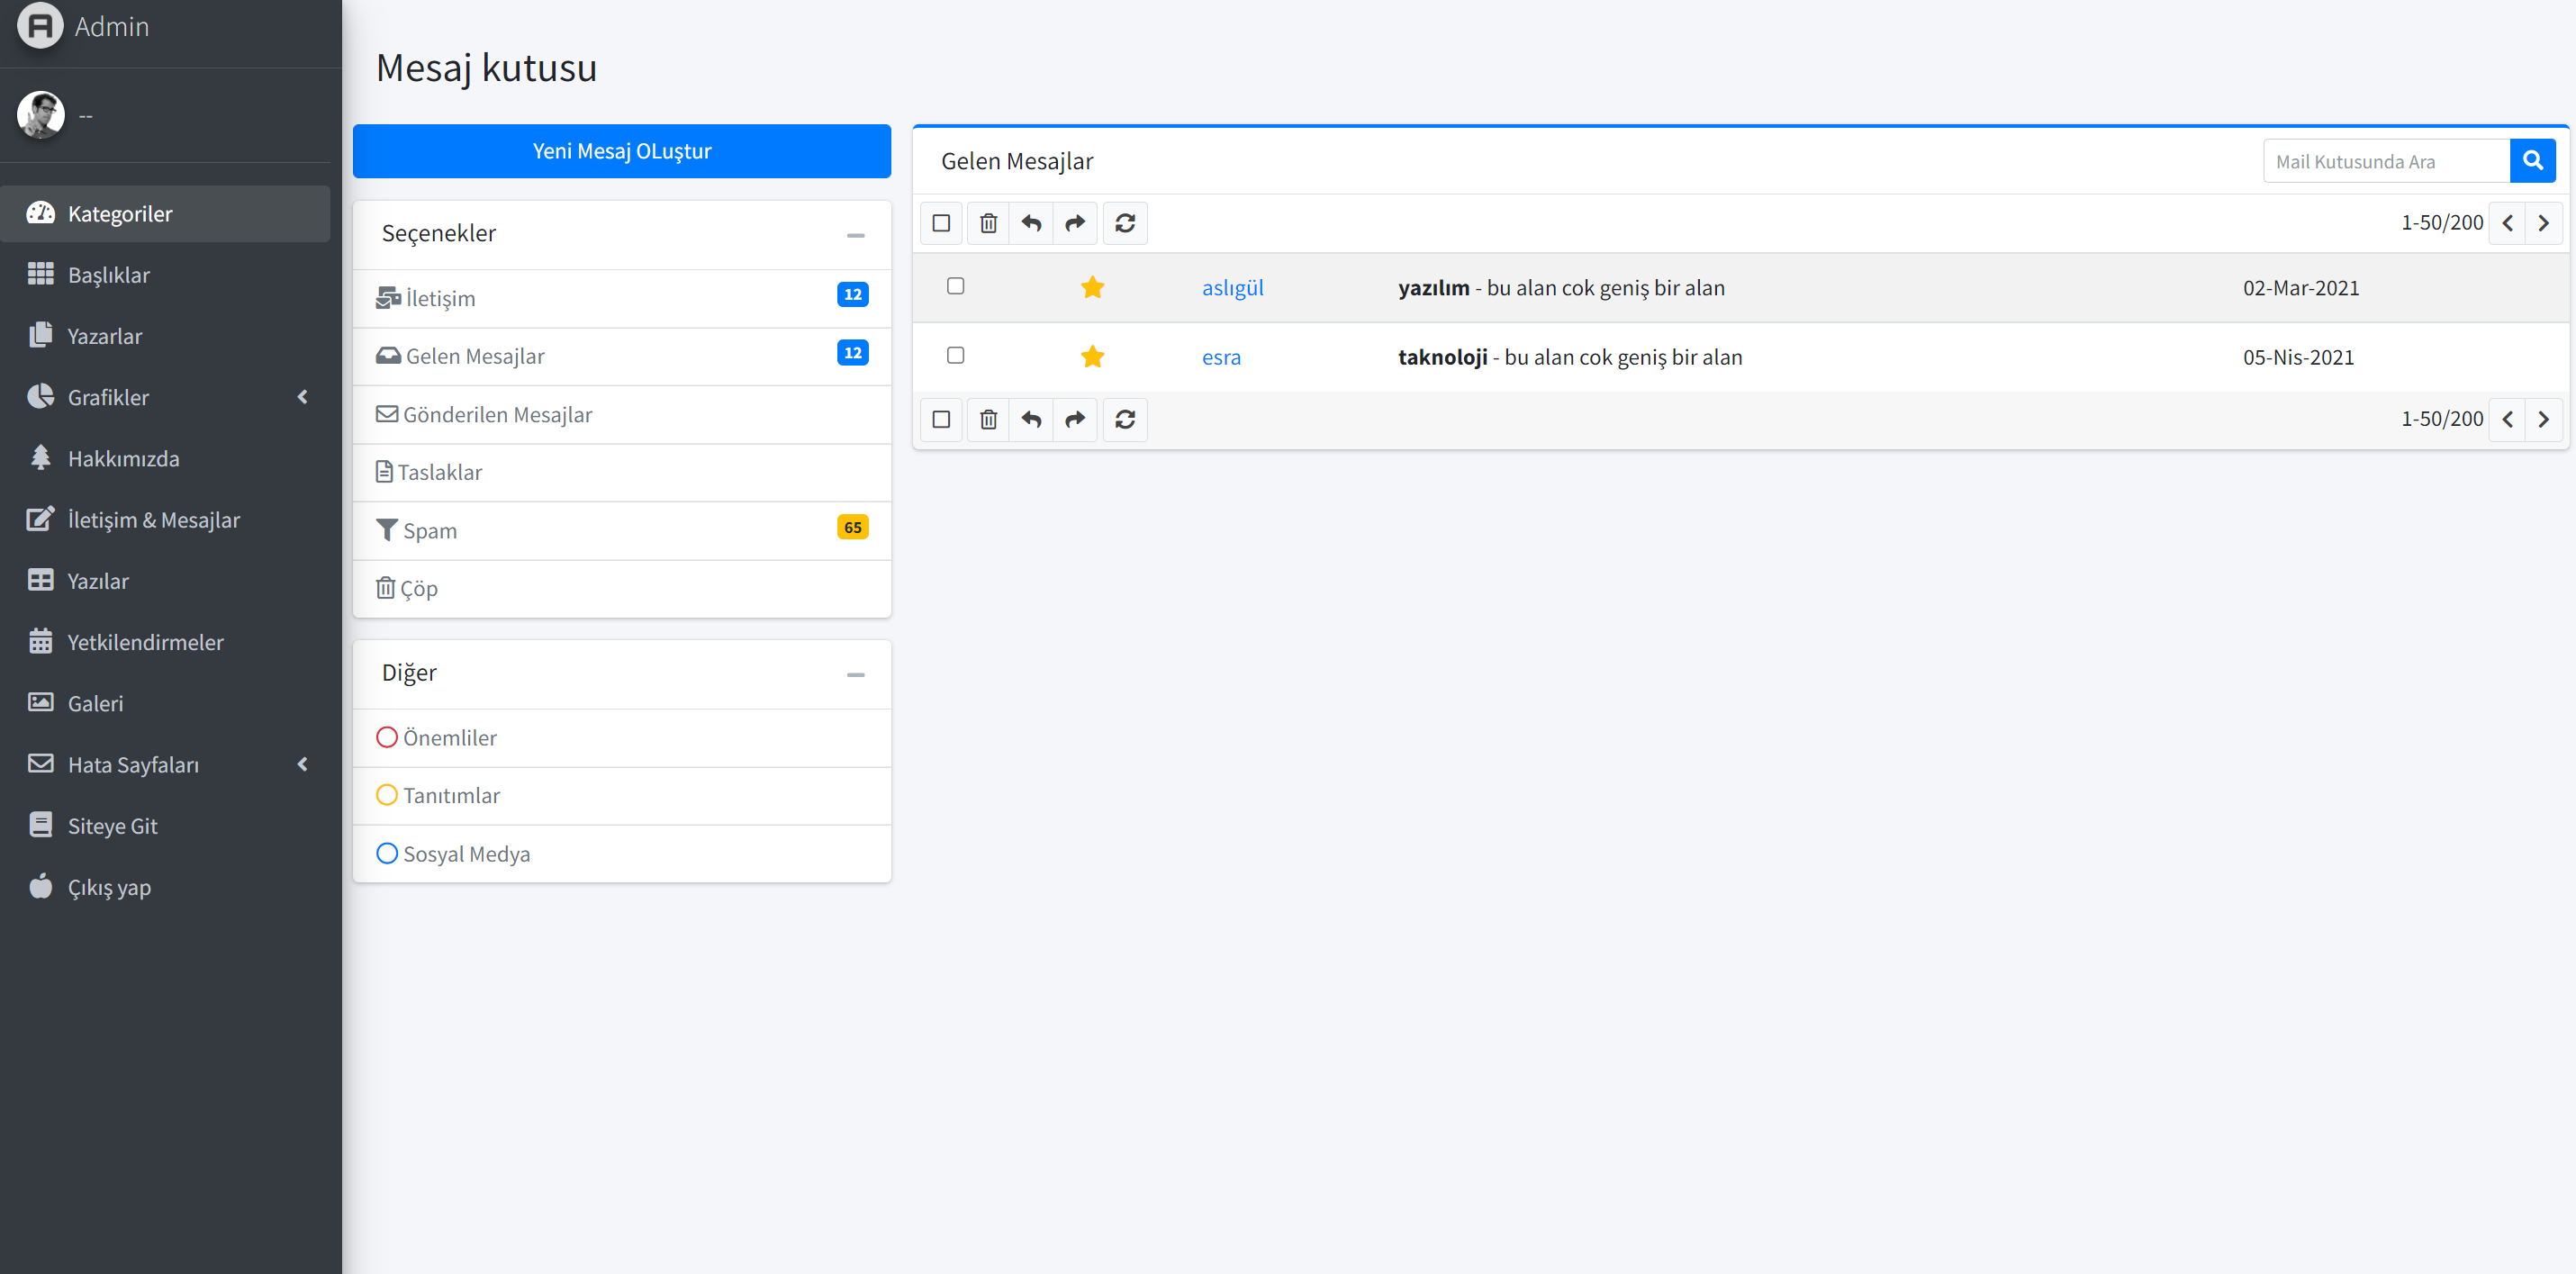 Admin
--
Kategoriler
Başlıklar
Yazarlar
Grafikler
Hakkımızda
İletişim & Mesajlar
Yazılar
Yetkilendirmeler
Galeri
Hata Sayfaları
Siteye Git
Çıkış yap
Mesaj kutusu
Yeni Mesaj OLuştur
Seçenekler
İletişim 12
Gelen Mesajlar 12
Gönderilen Mesajlar
Taslaklar
Spam 65
Çöp
Diğer
Önemliler
Tanıtımlar
Sosyal Medya
Gelen Mesajlar
Mail Kutusunda Ara
1-50/200
aslıgül yazılım - bu alan cok geniş bir alan 02-Mar-2021
esra taknoloji - bu alan cok geniş bir alan 05-Nis-2021
1-50/200